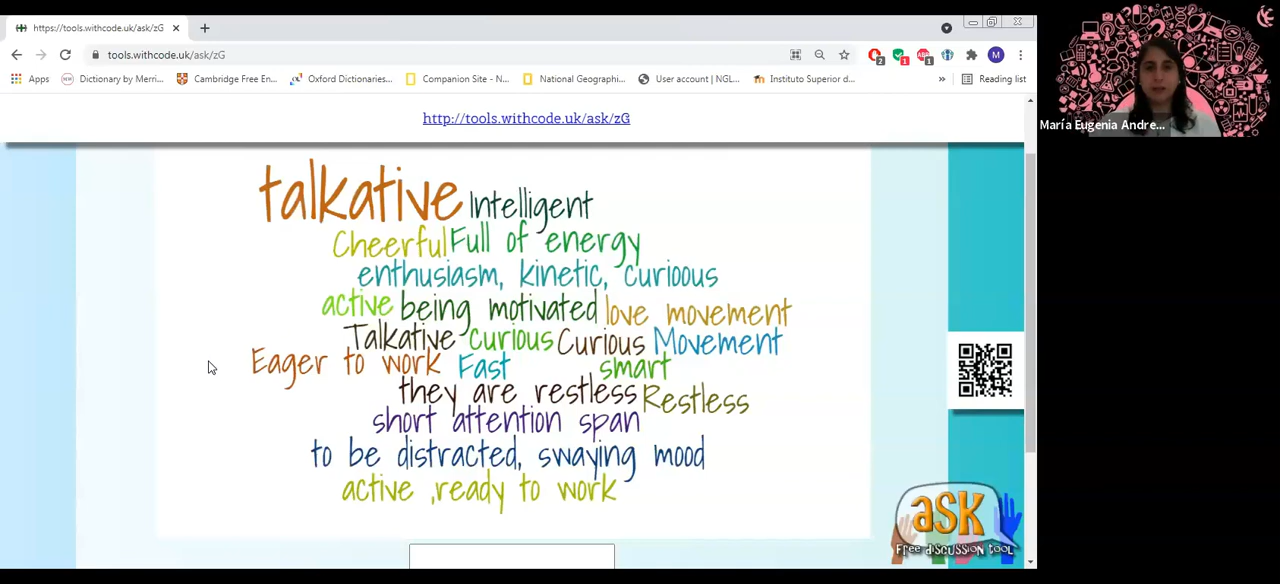 https://tools.withcode.uk/ask/zG
tools.withcode.uk/ask/zG
Apps Dictionary by Merri... Cambridge Free En... Oxford Dictionaries... Companion Site - N... National Geographi... User account | NGL... Instituto Superior d... » Reading list
http://tools.withcode.uk/ask/zG
talkative Intelligent
Cheerful Full of energy
enthusiasm, kinetic, curioous
active being motivated love movement
Talkative curious Curious Movement
Eager to work Fast smart
they are restless Restless
short attention span
to be distracted, swaying mood
active ,ready to work
ask
FREE DISCUSSION TOOL
María Eugenia Andre...
M
2
1
1